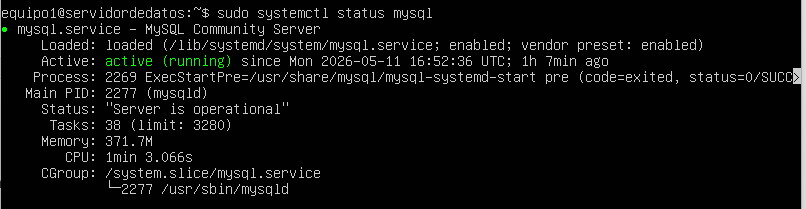 equipo1@servidordedatos:~$ sudo systemctl status mysql
● mysql.service - MySQL Community Server
Loaded: loaded (/lib/systemd/system/mysql.service; enabled; vendor preset: enabled)
Active: active (running) since Mon 2026-05-11 16:52:36 UTC; 1h 7min ago
Process: 2269 ExecStartPre=/usr/share/mysql/mysql-systemd-start pre (code=exited, status=0/SUCC>
Main PID: 2277 (mysqld)
Status: "Server is operational"
Tasks: 38 (limit: 3280)
Memory: 371.7M
CPU: 1min 3.066s
CGroup: /system.slice/mysql.service
└─2277 /usr/sbin/mysqld